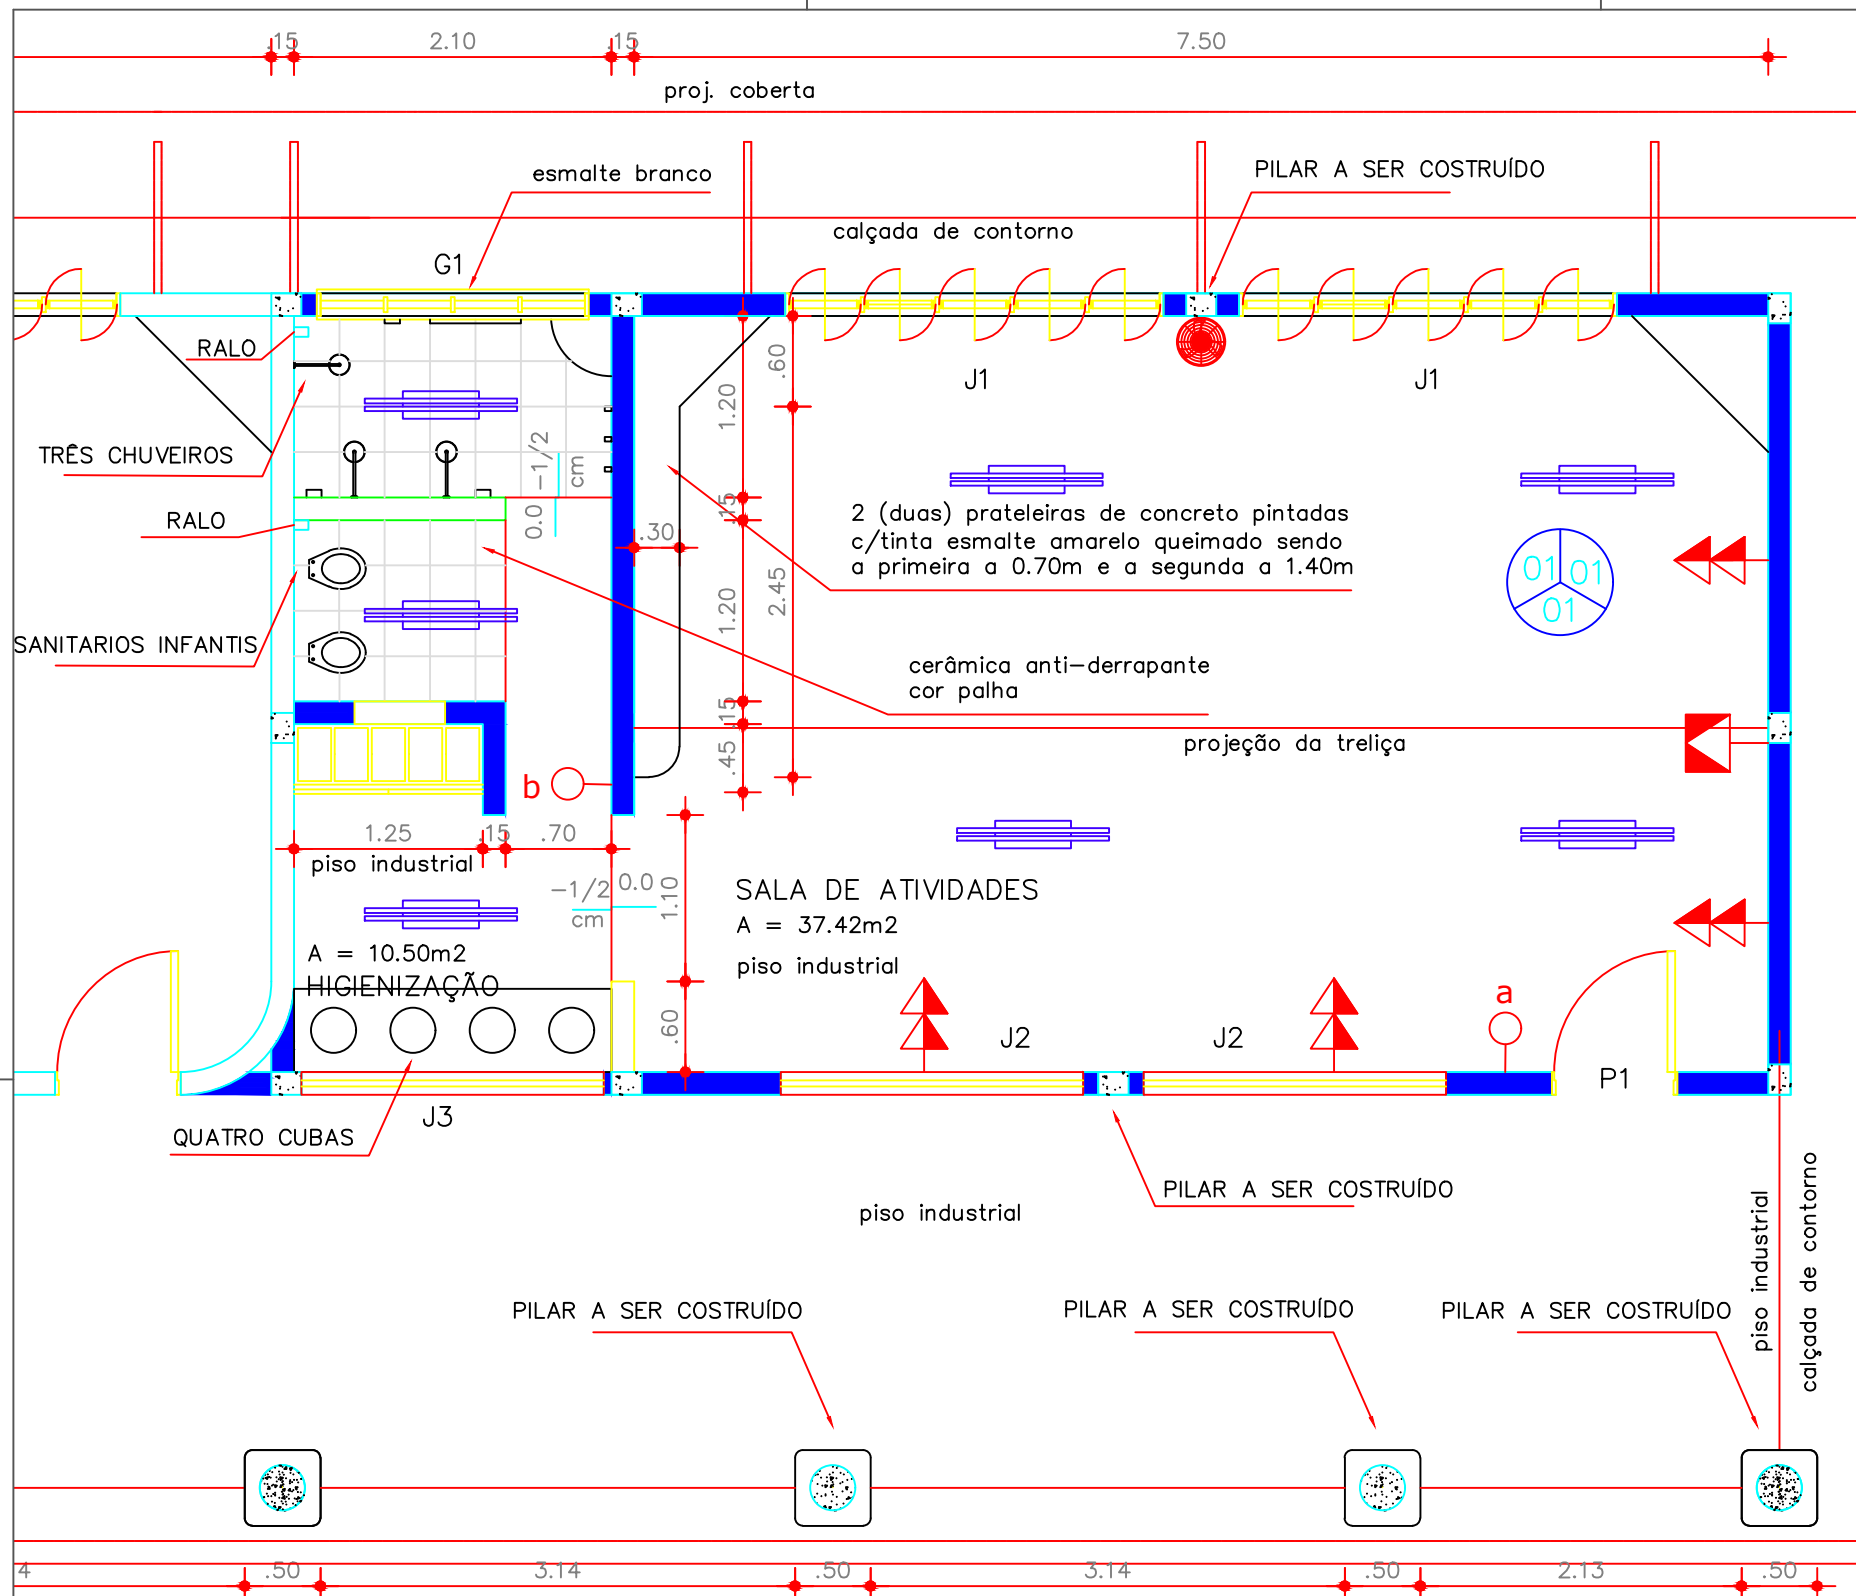 .15
2.10
.15
7.50
proj. coberta
esmalte branco
PILAR A SER COSTRUÍDO
calçada de contorno
G1
RALO
J1
J1
.60
1.20
TRÊS CHUVEIROS
-1/2
cm
0.0
RALO
.15
.30
2 (duas) prateleiras de concreto pintadas
c/tinta esmalte amarelo queimado sendo
a primeira a 0.70m e a segunda a 1.40m
01
01
01
2.45
1.20
SANITARIOS INFANTIS
cerâmica anti-derrapante
cor palha
.15
projeção da treliça
.45
b
1.25
.15
.70
piso industrial
-1/2
cm
0.0
1.10
SALA DE ATIVIDADES
A = 37.42m2
piso industrial
A = 10.50m2
HIGIENIZAÇÃO
.60
J2
J2
a
P1
J3
QUATRO CUBAS
PILAR A SER COSTRUÍDO
piso industrial
piso industrial
calçada de contorno
PILAR A SER COSTRUÍDO
PILAR A SER COSTRUÍDO
PILAR A SER COSTRUÍDO
4
.50
3.14
.50
3.14
.50
2.13
.50